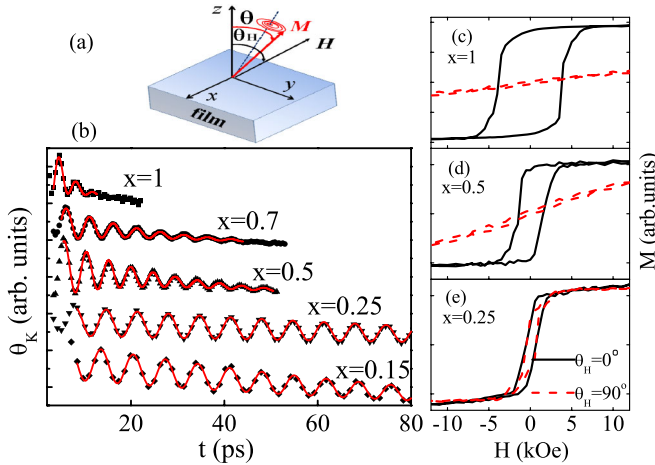 (a)
z
θ
θH
M
H
x
y
film
(b)
x=1
x=0.7
x=0.5
x=0.25
x=0.15
θK (arb. units)
20 40 60 80
t (ps)
(c)
x=1
(d)
x=0.5
(e)
x=0.25
θH=0°
θH=90°
M (arb. units)
-10 -5 0 5 10
H (kOe)